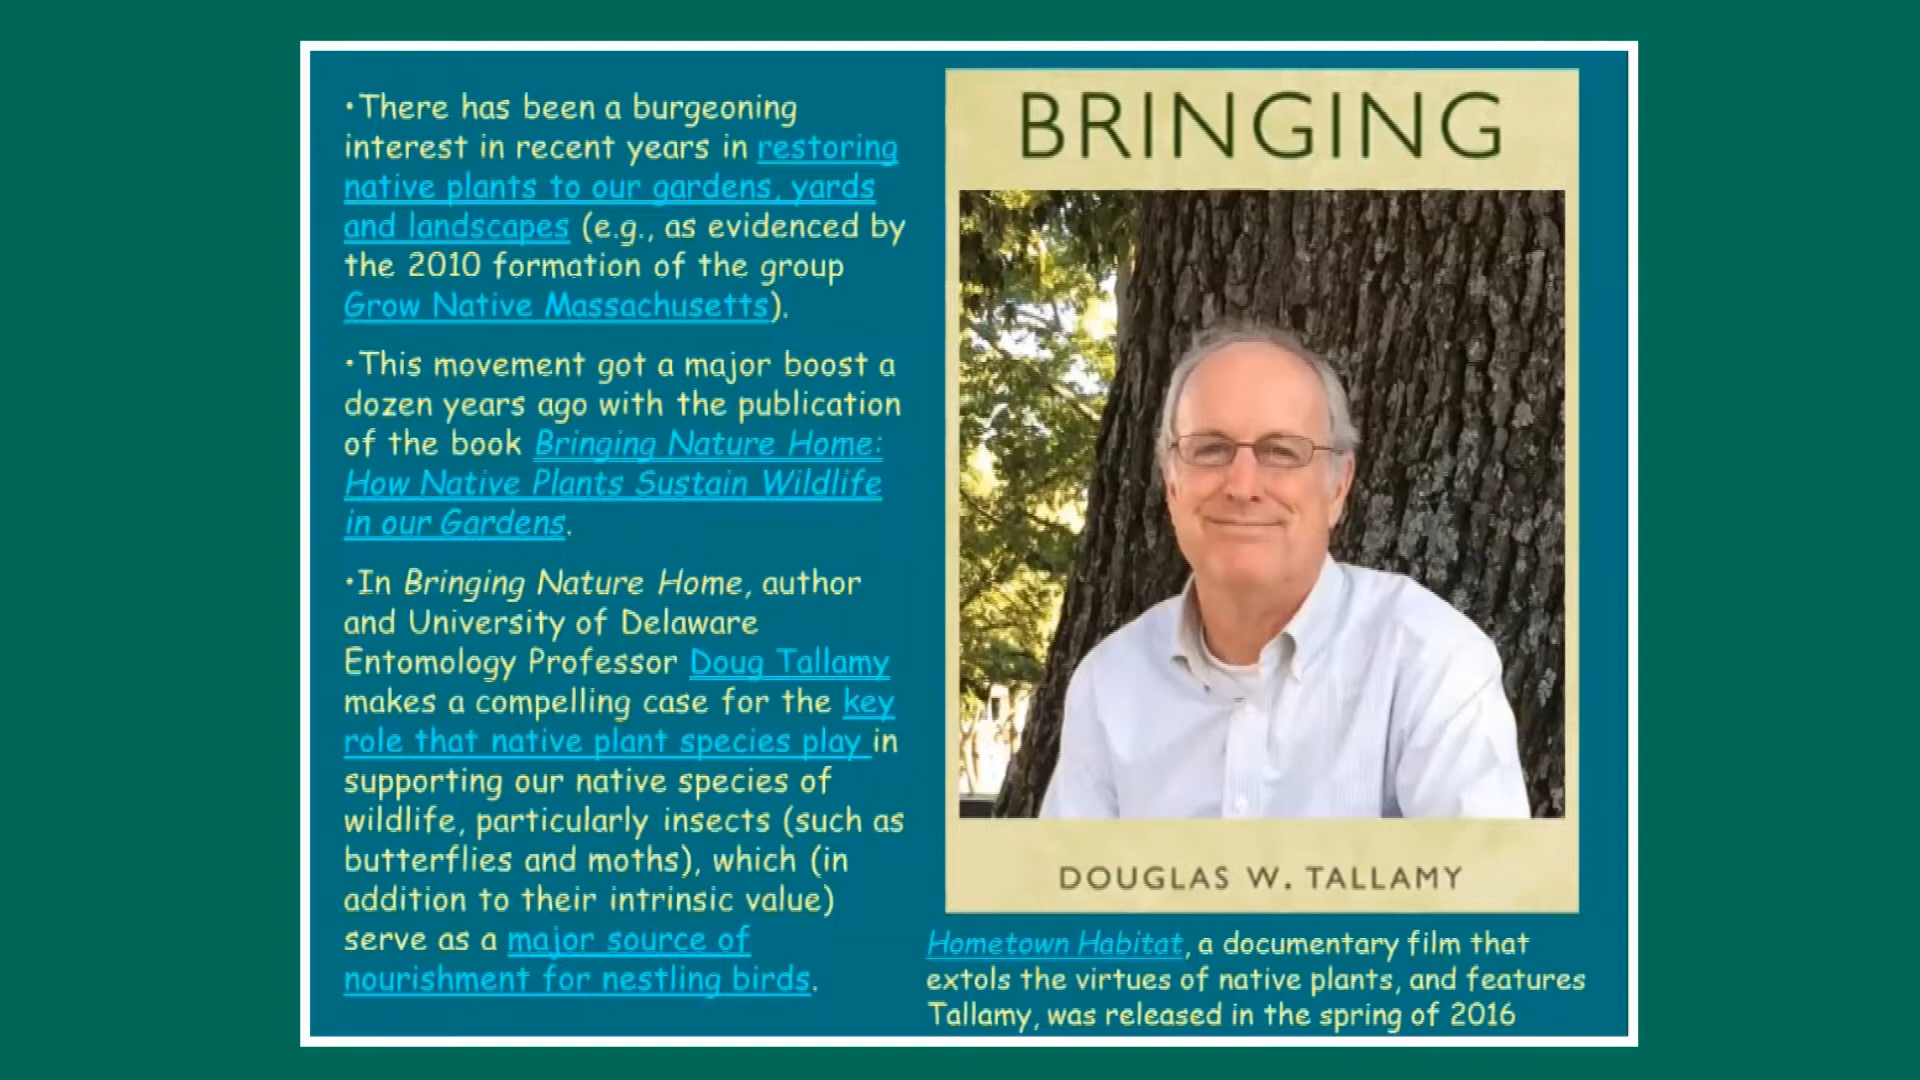 •There has been a burgeoning
interest in recent years in restoring
native plants to our gardens, yards
and landscapes (e.g., as evidenced by
the 2010 formation of the group
Grow Native Massachusetts).
•This movement got a major boost a
dozen years ago with the publication
of the book Bringing Nature Home:
How Native Plants Sustain Wildlife
in our Gardens.
•In Bringing Nature Home, author
and University of Delaware
Entomology Professor Doug Tallamy
makes a compelling case for the key
role that native plant species play in
supporting our native species of
wildlife, particularly insects (such as
butterflies and moths), which (in
addition to their intrinsic value)
serve as a major source of
nourishment for nestling birds.
BRINGING
DOUGLAS W. TALLAMY
Hometown Habitat, a documentary film that
extols the virtues of native plants, and features
Tallamy, was released in the spring of 2016